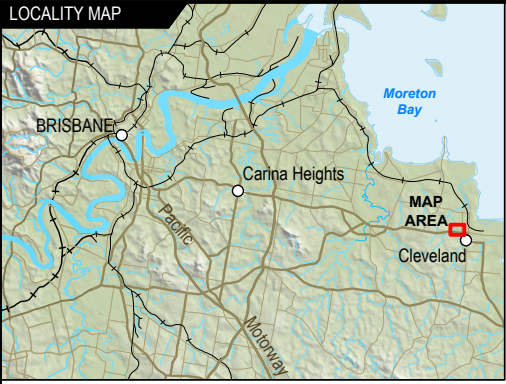 LOCALITY MAP
Moreton
Bay
BRISBANE
Carina Heights
MAP
AREA
Pacific
Cleveland
Motorway